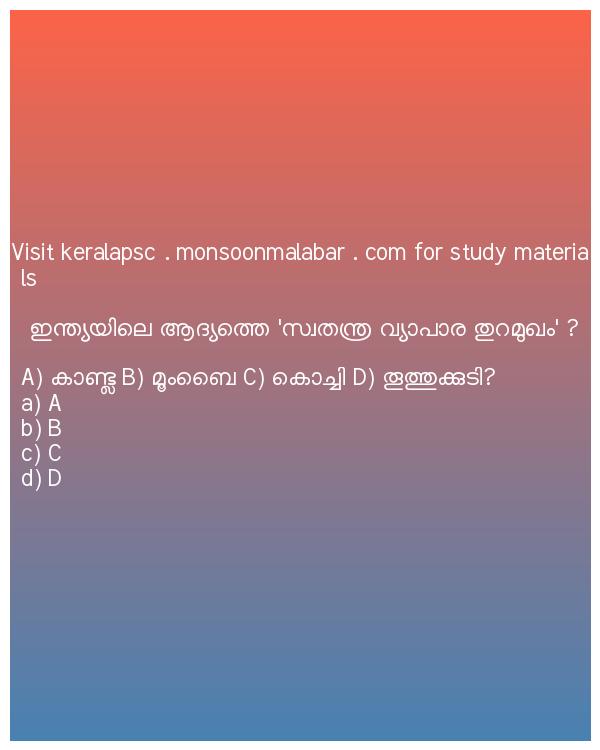 Visit keralapsc . monsoonmalabar . com for study materia
ls
ഇന്ത്യയിലെ ആദ്യത്തെ 'സ്വതന്ത്ര വ്യാപാര തുറമുഖം' ?
A) കാണ്ട്ല B) മൂംബൈ C) കൊച്ചി D) തൂത്തുക്കുടി?
a) A
b) B
c) C
d) D